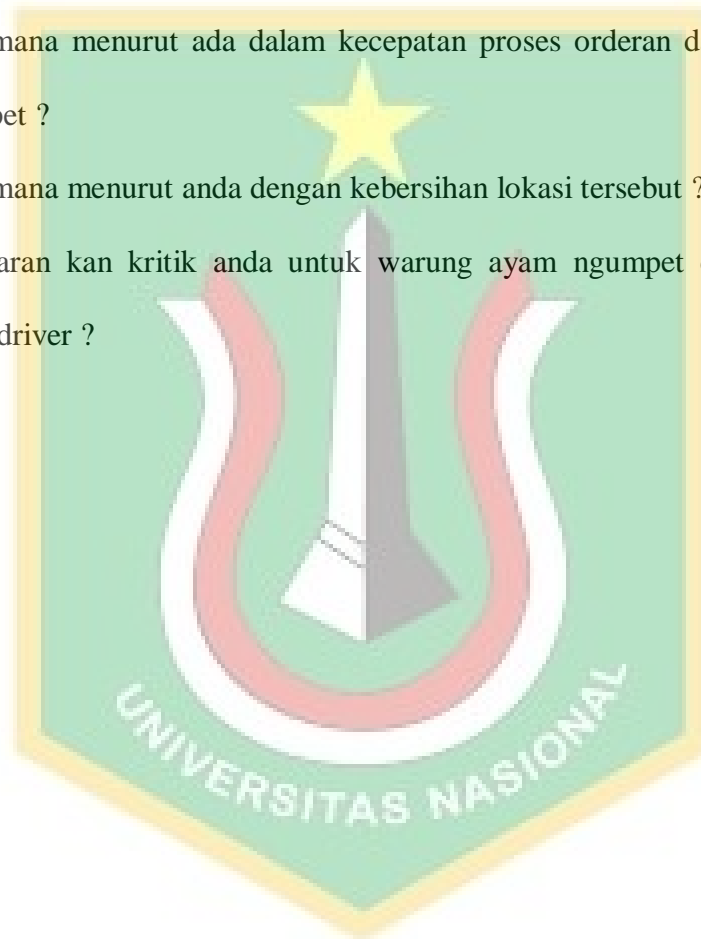 mana menurut ada dalam kecepatan proses orderan d
pet ?
mana menurut anda dengan kebersihan lokasi tersebut ?
aran kan kritik anda untuk warung ayam ngumpet
driver ?
UNIVERSITAS NASIONAL